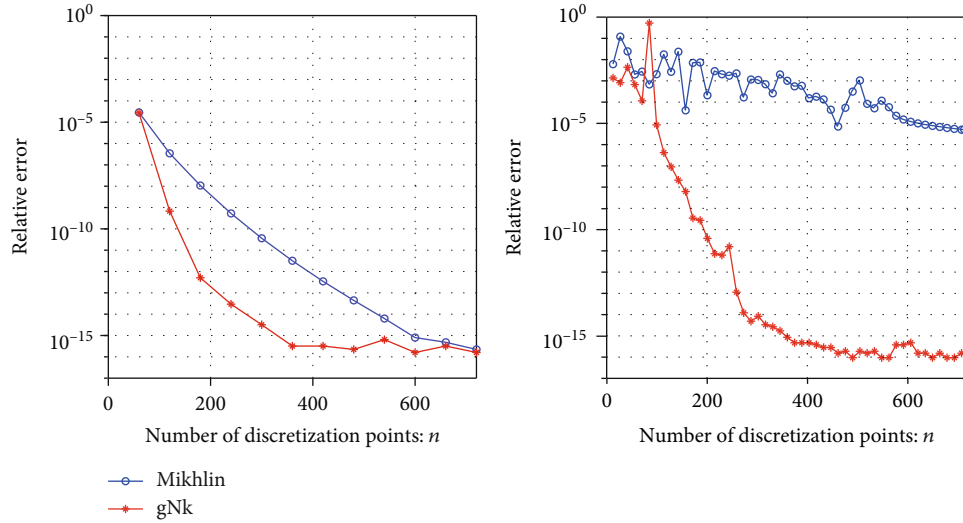 10^0
10^-5
10^-10
10^-15
Relative error
0
200
400
600
Number of discretization points: n
Mikhlin
gNk
10^0
10^-5
10^-10
10^-15
Relative error
0
200
400
600
Number of discretization points: n